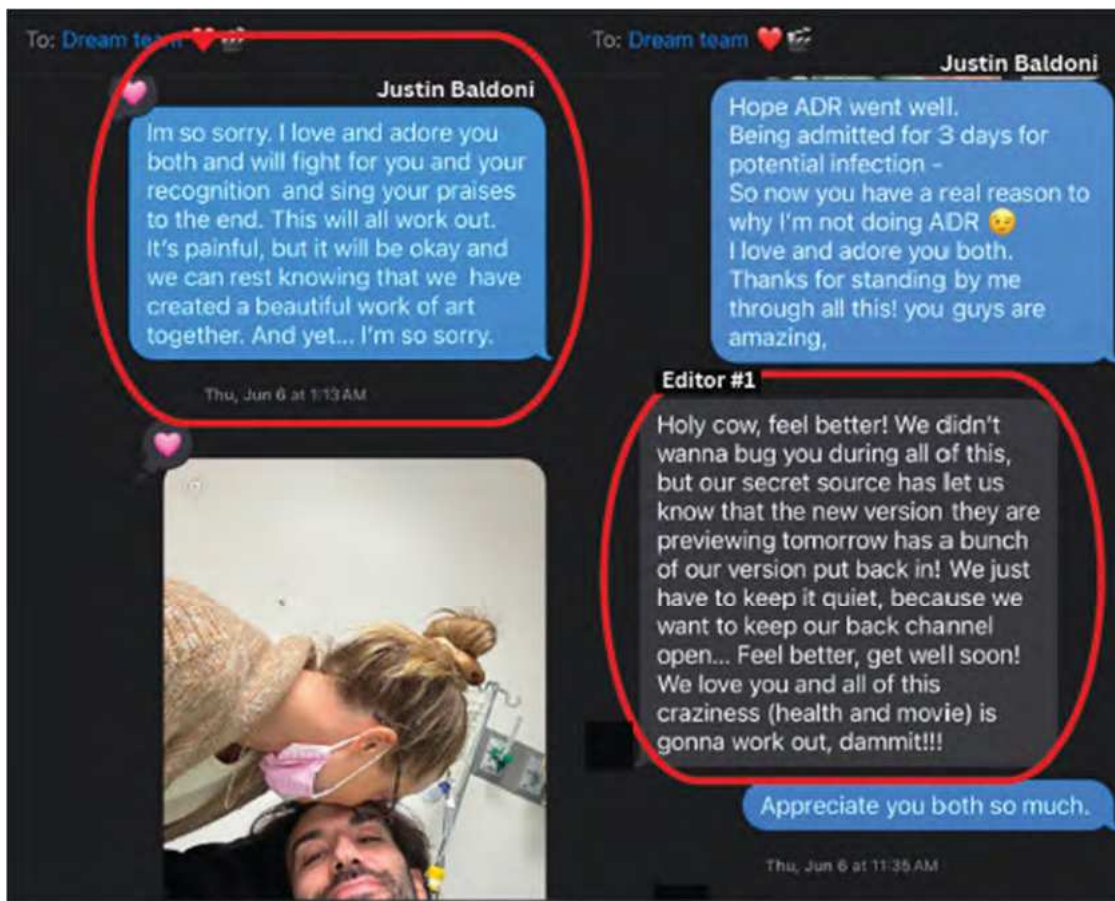 To: Dream team ❤️🎬
Justin Baldoni
Im so sorry. I love and adore you
both and will fight for you and your
recognition and sing your praises
to the end. This will all work out.
It's painful, but it will be okay and
we can rest knowing that we have
created a beautiful work of art
together. And yet... I'm so sorry.
Thu, Jun 6 at 1:13 AM
To: Dream team ❤️🎬
Justin Baldoni
Hope ADR went well.
Being admitted for 3 days for
potential infection -
So now you have a real reason to
why I'm not doing ADR 😉
I love and adore you both.
Thanks for standing by me
through all this! you guys are
amazing,
Editor #1
Holy cow, feel better! We didn't
wanna bug you during all of this,
but our secret source has let us
know that the new version they are
previewing tomorrow has a bunch
of our version put back in! We just
have to keep it quiet, because we
want to keep our back channel
open... Feel better, get well soon!
We love you and all of this
craziness (health and movie) is
gonna work out, dammit!!!
Appreciate you both so much.
Thu, Jun 6 at 11:35 AM